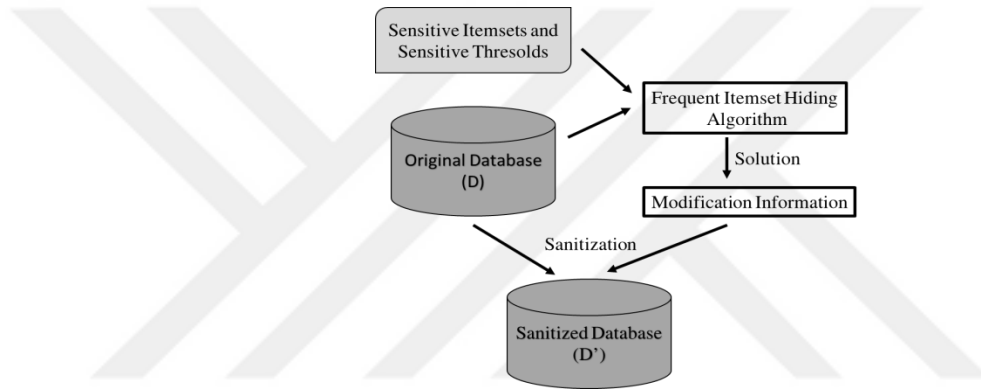 Sensitive Itemsets and
Sensitive Thresolds
Frequent Itemset Hiding
Algorithm
Original Database
(D)
Solution
Modification Information
Sanitization
Sanitized Database
(D’)